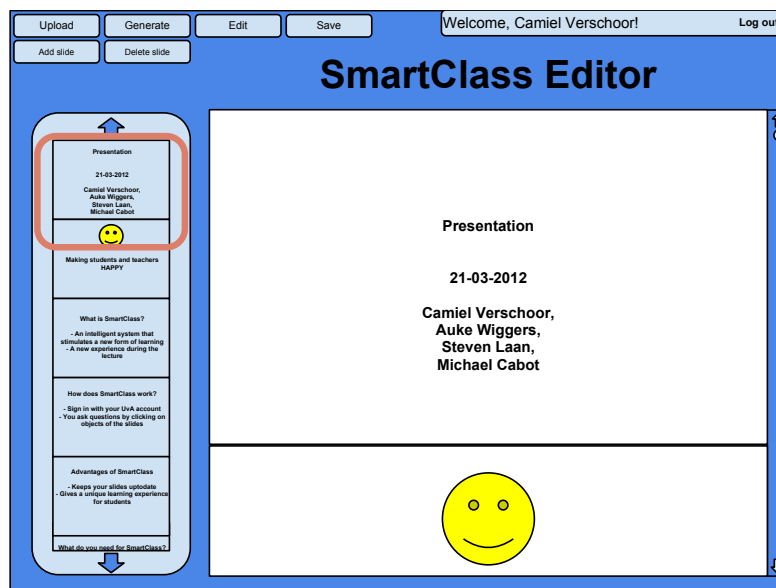 Upload
Generate
Edit
Save
Welcome, Camiel Verschoor!
Log out
Add slide
Delete slide
SmartClass Editor
Presentation
21-03-2012
Camiel Verschoor,
Auke Wiggers,
Steven Laan,
Michael Cabot
Making students and teachers
HAPPY
What is SmartClass?
- An intelligent system that
stimulates a new form of learning
- A new experience during the
lecture
How does SmartClass work?
- Sign in with your UvA account
- You ask questions by clicking on
objects of the slides
Advantages of SmartClass
- Keeps your slides uptodate
- Gives a unique learning experience
for students
What do you need for SmartClass?
Presentation
21-03-2012
Camiel Verschoor,
Auke Wiggers,
Steven Laan,
Michael Cabot